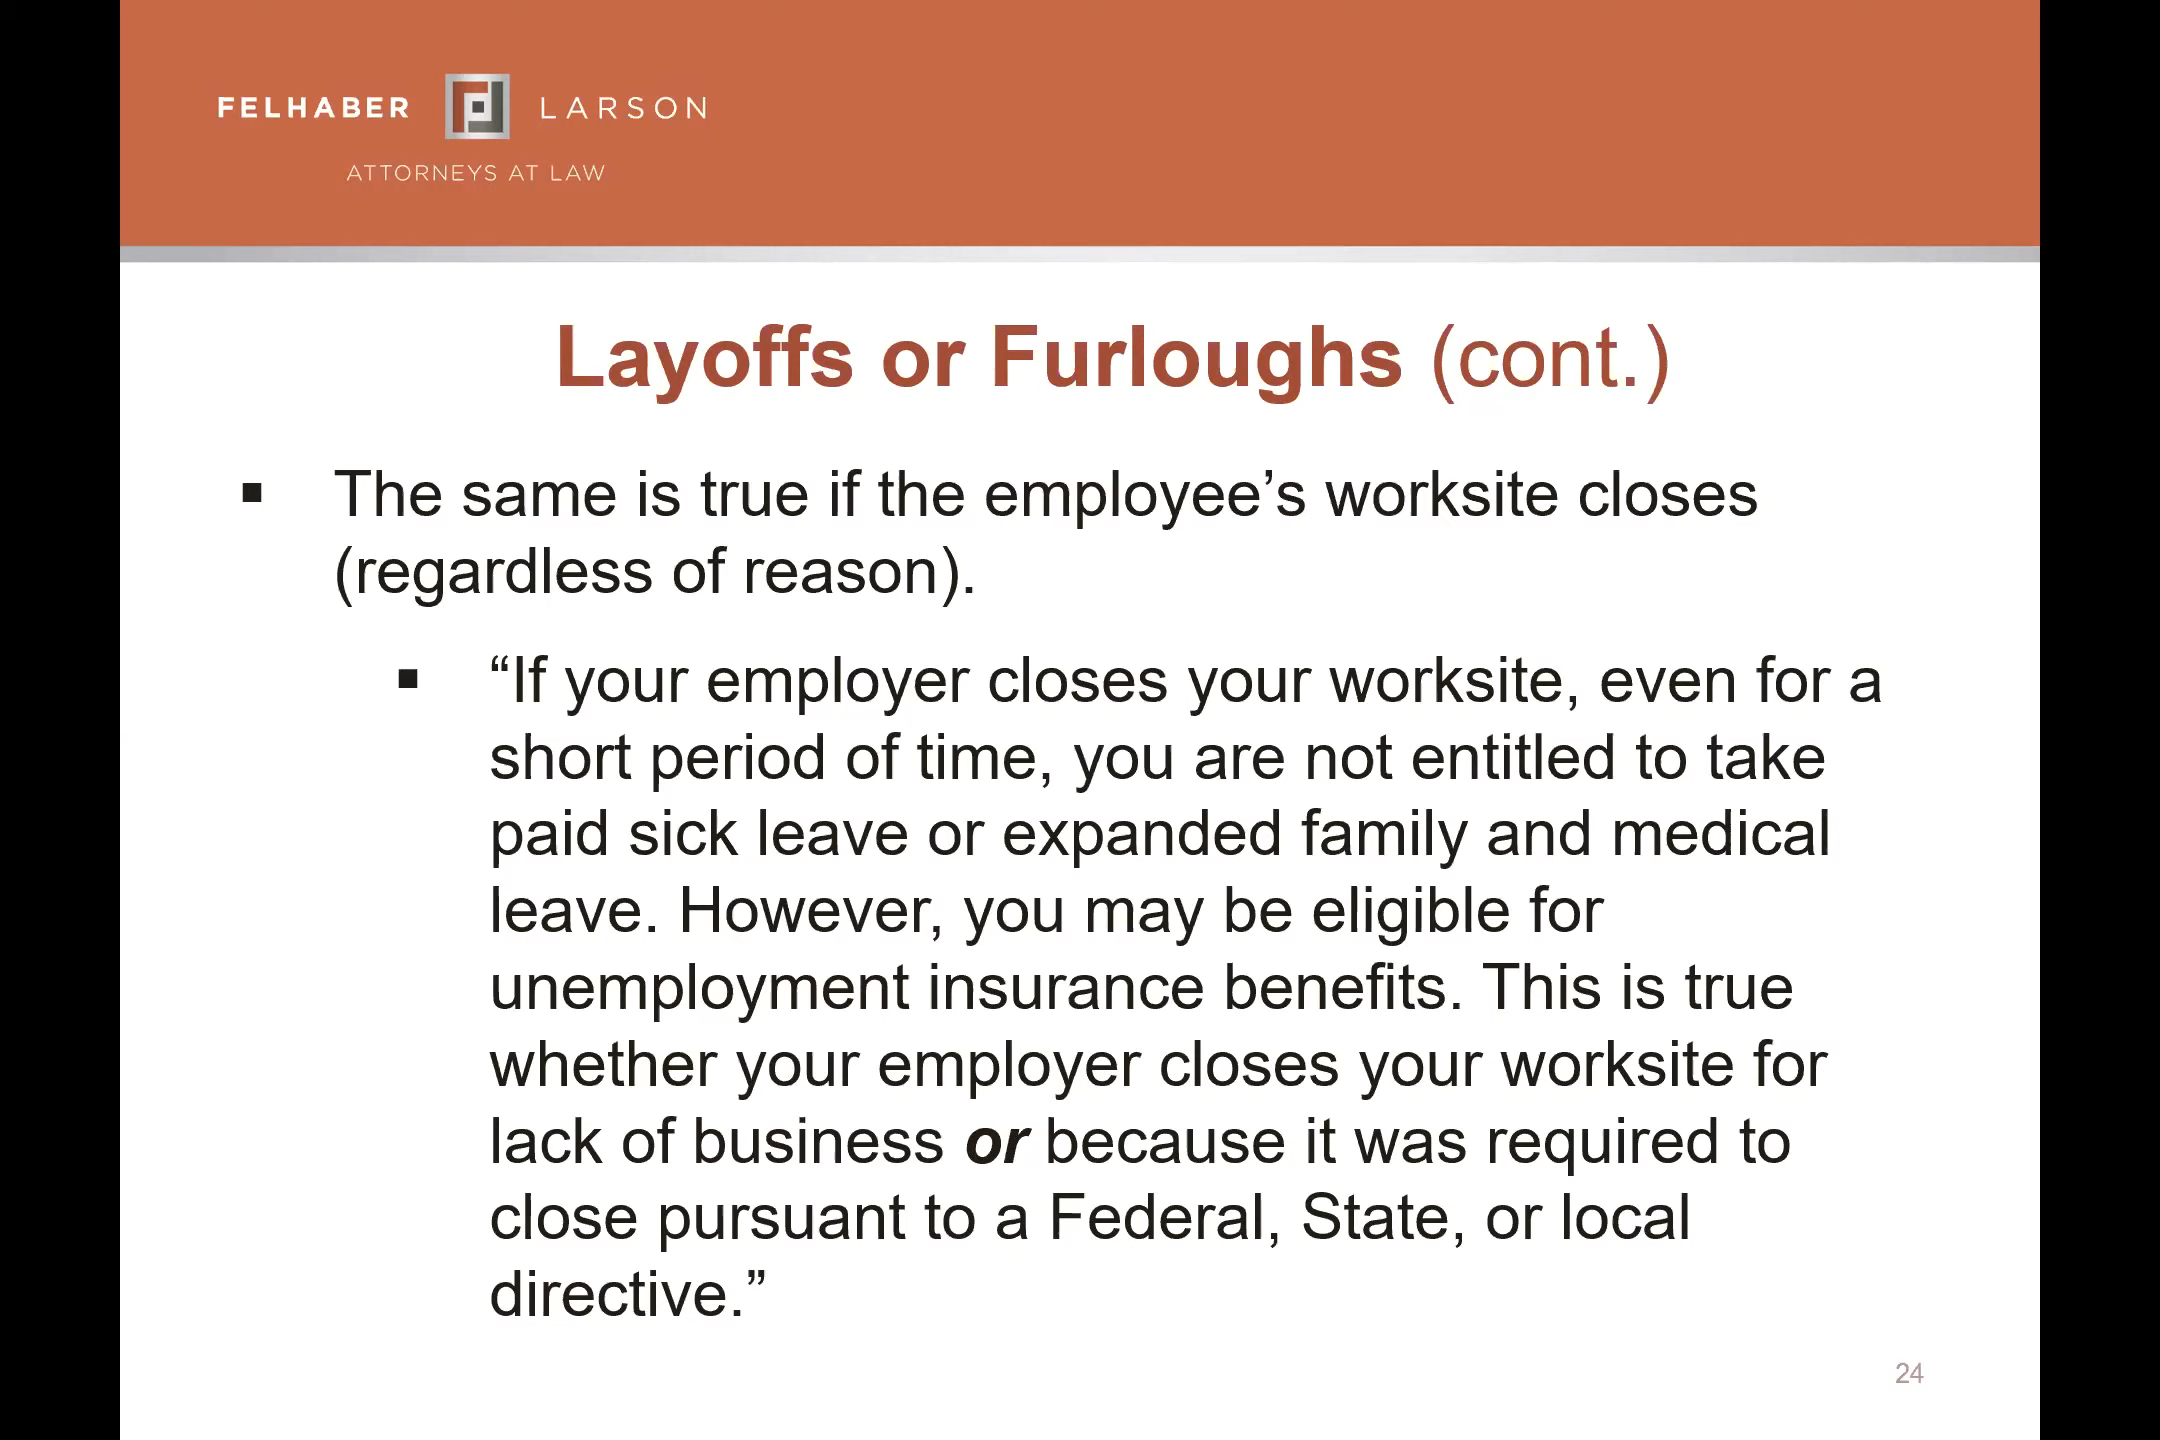 FELHABER LARSON
ATTORNEYS AT LAW
Layoffs or Furloughs (cont.)
▪ The same is true if the employee’s worksite closes
(regardless of reason).
▪ “If your employer closes your worksite, even for a
short period of time, you are not entitled to take
paid sick leave or expanded family and medical
leave. However, you may be eligible for
unemployment insurance benefits. This is true
whether your employer closes your worksite for
lack of business or because it was required to
close pursuant to a Federal, State, or local
directive.”
24